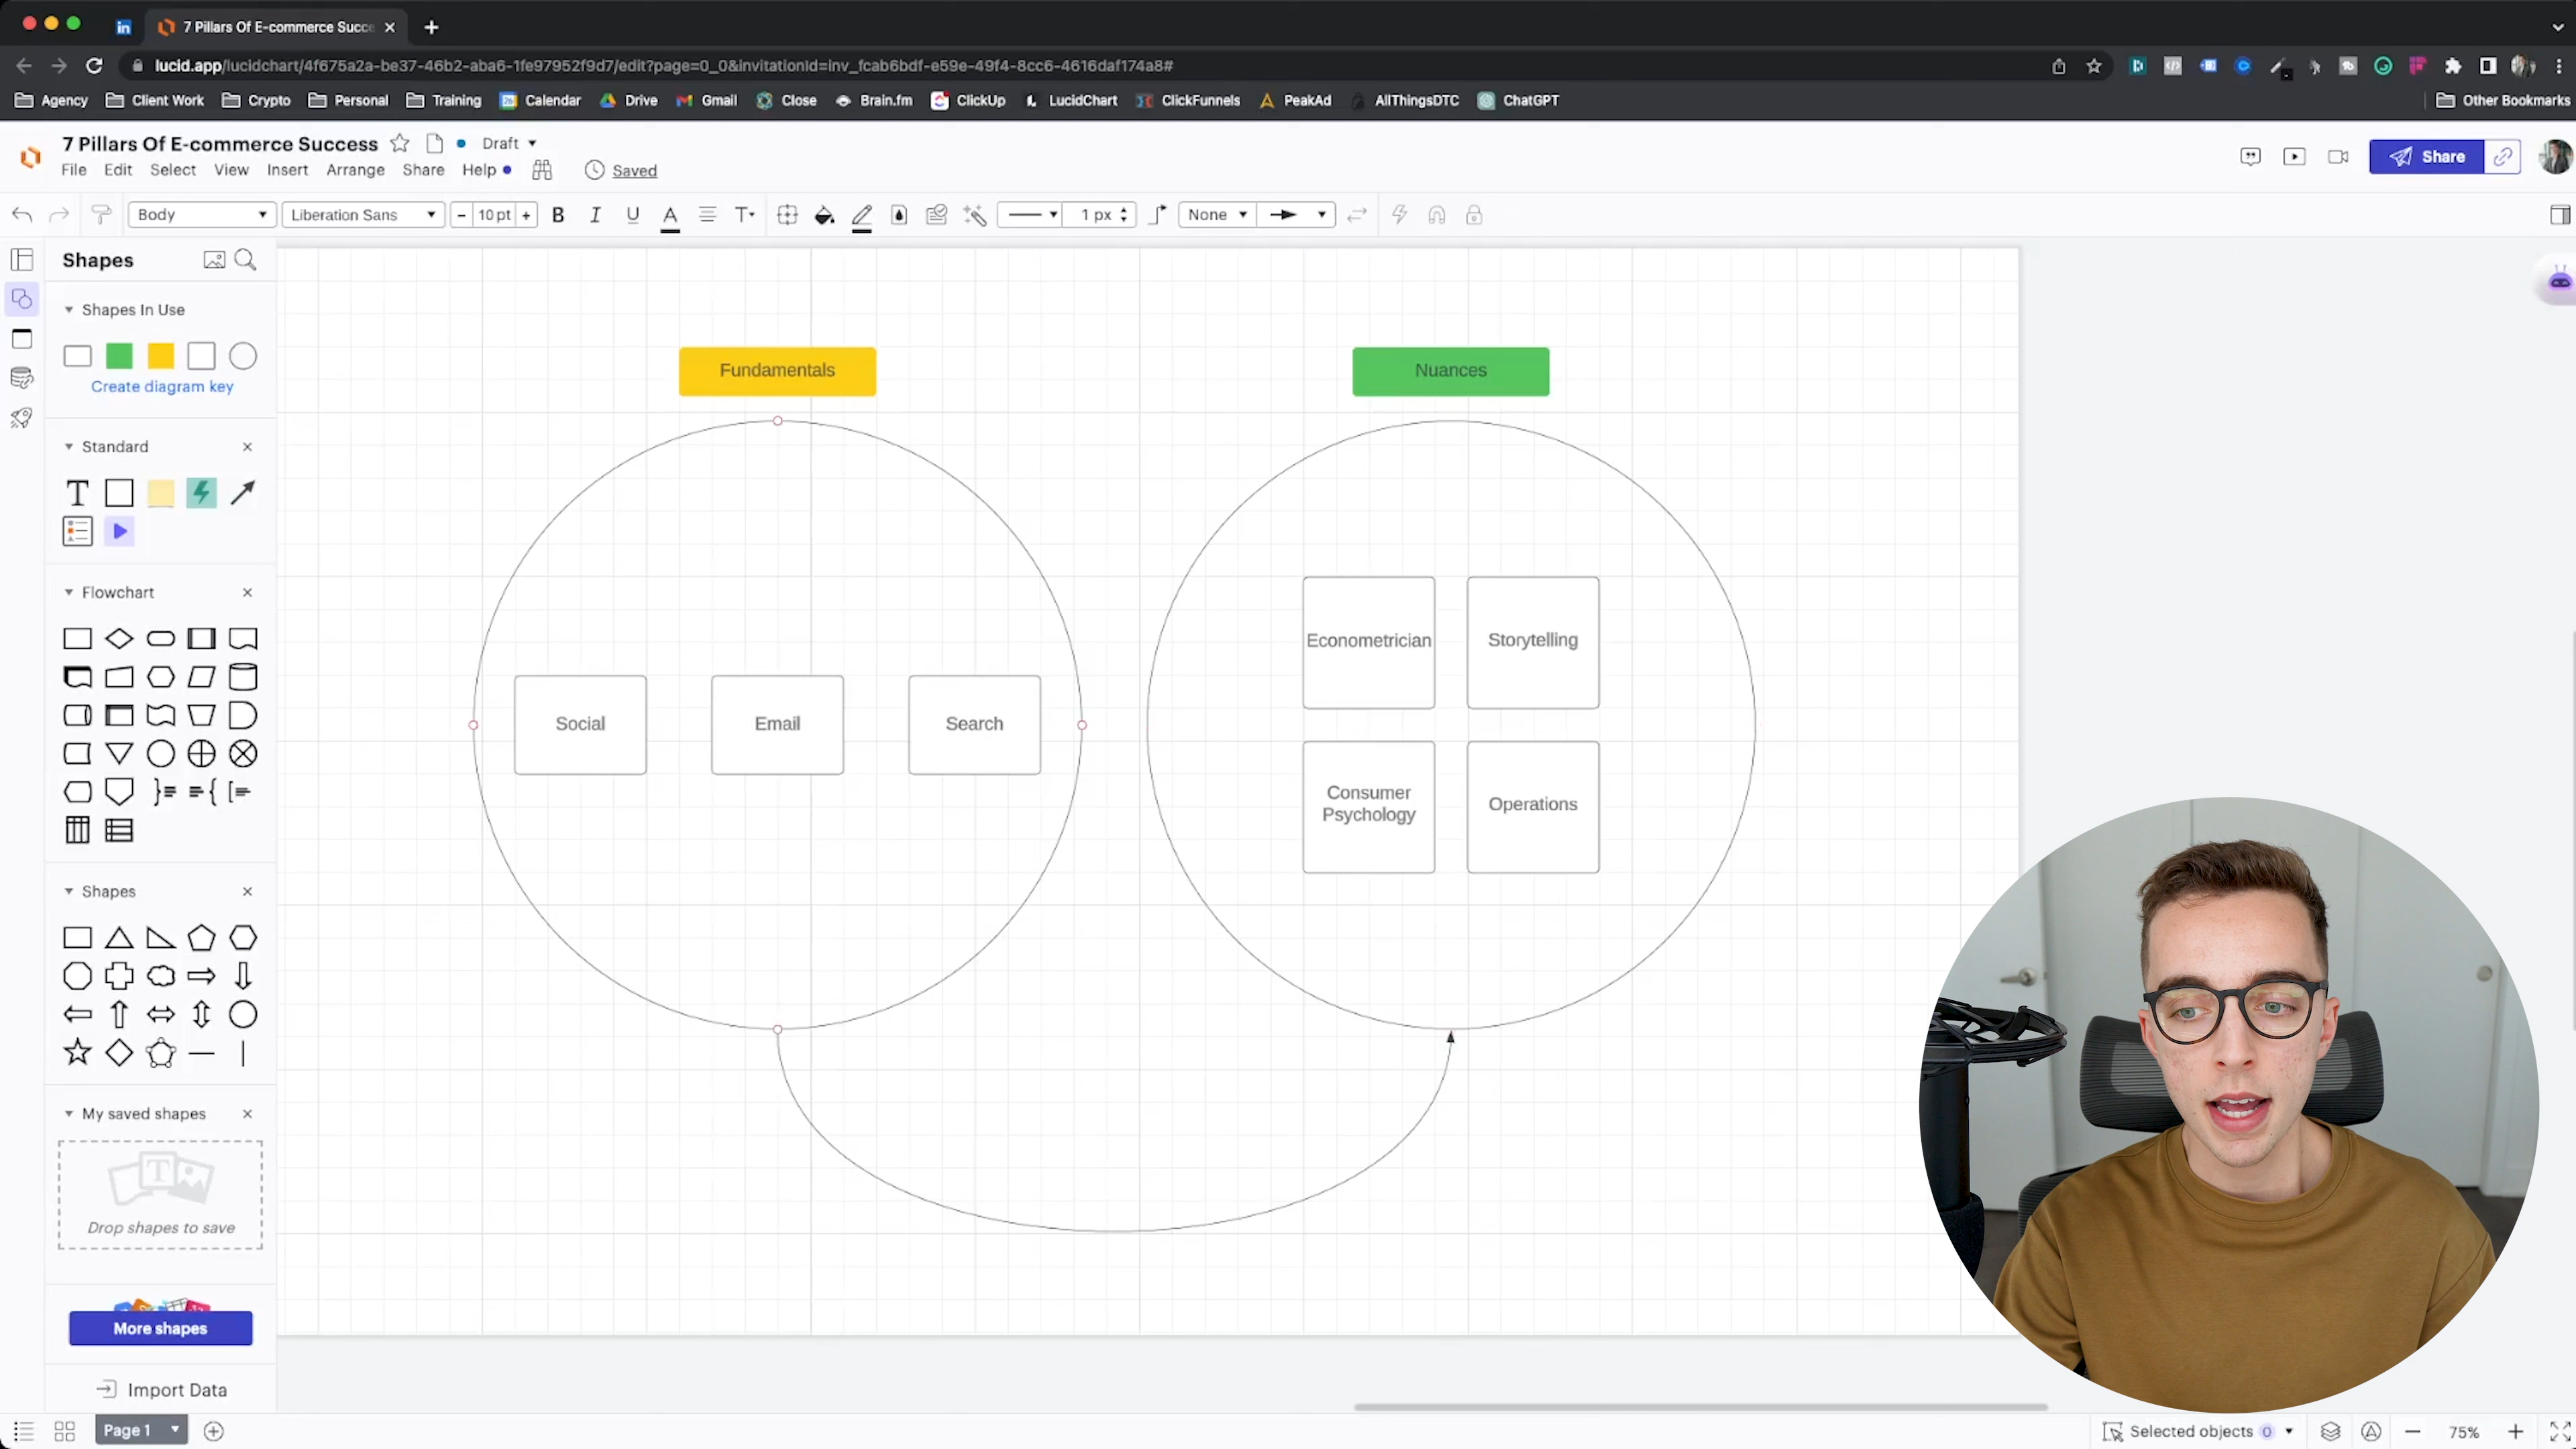 7 Pillars Of E-commerce Succe
lucid.app/lucidchart/4f675a2a-be37-46b2-aba6-1fe97952f9d7/edit?page=0_0&invitationId=inv_fcab6bdf-e59e-49f4-8cc6-4616daf174a8#
Agency Client Work Crypto Personal Training Calendar Drive Gmail Close Brain.fm ClickUp LucidChart ClickFunnels PeakAd AllThingsDTC ChatGPT Other Bookmarks
7 Pillars Of E-commerce Success Draft
File Edit Select View Insert Arrange Share Help Saved
Share
Body Liberation Sans - 10 pt + B I U A T 1 px None
Shapes
Shapes In Use
Create diagram key
Standard
T
Flowchart
Shapes
My saved shapes
T
Drop shapes to save
More shapes
Import Data
Fundamentals
Nuances
Social
Email
Search
Econometrician
Storytelling
Consumer
Psychology
Operations
Page 1
Selected objects 0
75%